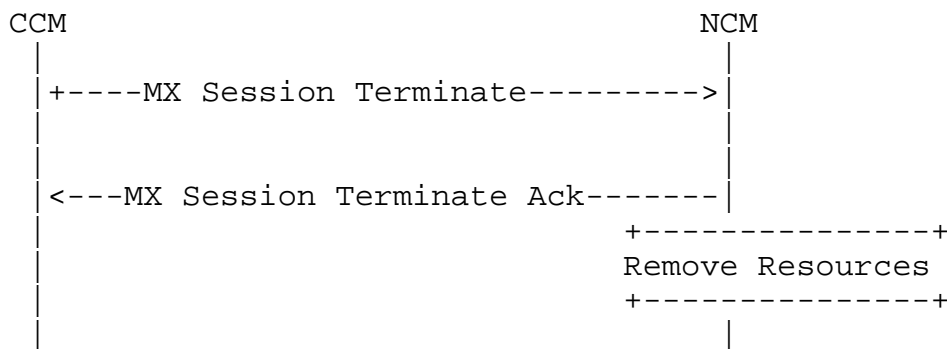 CCM NCM
MX Session Terminate
MX Session Terminate Ack
Remove Resources